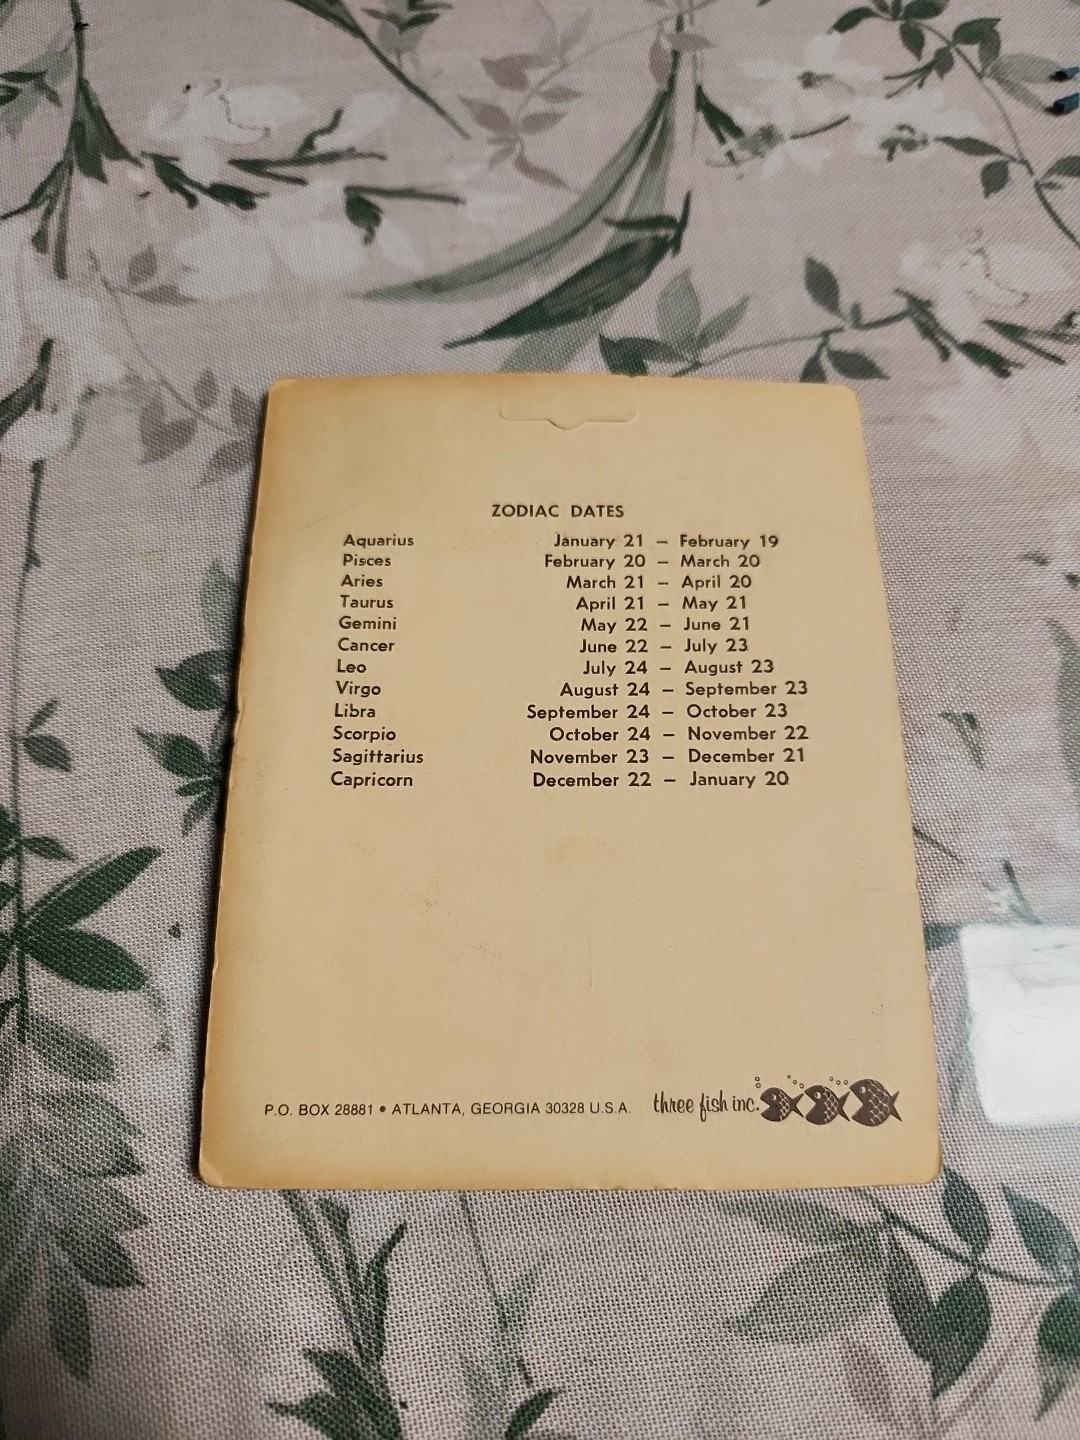 ZODIAC DATES
Aquarius January 21 – February 19
Pisces February 20 – March 20
Aries March 21 – April 20
Taurus April 21 – May 21
Gemini May 22 – June 21
Cancer June 22 – July 23
Leo July 24 – August 23
Virgo August 24 – September 23
Libra September 24 – October 23
Scorpio October 24 – November 22
Sagittarius November 23 – December 21
Capricorn December 22 – January 20
P.O. BOX 28881 • ATLANTA, GEORGIA 30328 U.S.A. three fish inc.